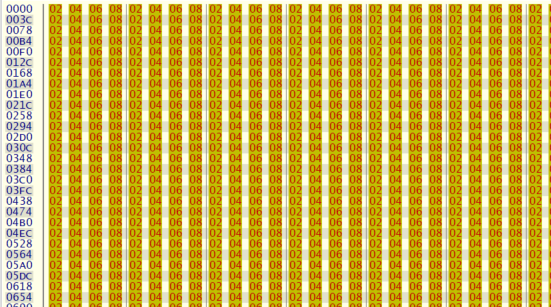 0000 02 04 06 08 02 04 06 08 02 04 06 08 02 04 06 08 02 04 06 08 02 04 06 08 02
003C 02 04 06 08 02 04 06 08 02 04 06 08 02 04 06 08 02 04 06 08 02 04 06 08 02
0078 02 04 06 08 02 04 06 08 02 04 06 08 02 04 06 08 02 04 06 08 02 04 06 08 02
00B4 02 04 06 08 02 04 06 08 02 04 06 08 02 04 06 08 02 04 06 08 02 04 06 08 02
00F0 02 04 06 08 02 04 06 08 02 04 06 08 02 04 06 08 02 04 06 08 02 04 06 08 02
012C 02 04 06 08 02 04 06 08 02 04 06 08 02 04 06 08 02 04 06 08 02 04 06 08 02
0168 02 04 06 08 02 04 06 08 02 04 06 08 02 04 06 08 02 04 06 08 02 04 06 08 02
01A4 02 04 06 08 02 04 06 08 02 04 06 08 02 04 06 08 02 04 06 08 02 04 06 08 02
01E0 02 04 06 08 02 04 06 08 02 04 06 08 02 04 06 08 02 04 06 08 02 04 06 08 02
021C 02 04 06 08 02 04 06 08 02 04 06 08 02 04 06 08 02 04 06 08 02 04 06 08 02
0258 02 04 06 08 02 04 06 08 02 04 06 08 02 04 06 08 02 04 06 08 02 04 06 08 02
0294 02 04 06 08 02 04 06 08 02 04 06 08 02 04 06 08 02 04 06 08 02 04 06 08 02
02D0 02 04 06 08 02 04 06 08 02 04 06 08 02 04 06 08 02 04 06 08 02 04 06 08 02
030C 02 04 06 08 02 04 06 08 02 04 06 08 02 04 06 08 02 04 06 08 02 04 06 08 02
0348 02 04 06 08 02 04 06 08 02 04 06 08 02 04 06 08 02 04 06 08 02 04 06 08 02
0384 02 04 06 08 02 04 06 08 02 04 06 08 02 04 06 08 02 04 06 08 02 04 06 08 02
03C0 02 04 06 08 02 04 06 08 02 04 06 08 02 04 06 08 02 04 06 08 02 04 06 08 02
03FC 02 04 06 08 02 04 06 08 02 04 06 08 02 04 06 08 02 04 06 08 02 04 06 08 02
0438 02 04 06 08 02 04 06 08 02 04 06 08 02 04 06 08 02 04 06 08 02 04 06 08 02
0474 02 04 06 08 02 04 06 08 02 04 06 08 02 04 06 08 02 04 06 08 02 04 06 08 02
04B0 02 04 06 08 02 04 06 08 02 04 06 08 02 04 06 08 02 04 06 08 02 04 06 08 02
04EC 02 04 06 08 02 04 06 08 02 04 06 08 02 04 06 08 02 04 06 08 02 04 06 08 02
0528 02 04 06 08 02 04 06 08 02 04 06 08 02 04 06 08 02 04 06 08 02 04 06 08 02
0564 02 04 06 08 02 04 06 08 02 04 06 08 02 04 06 08 02 04 06 08 02 04 06 08 02
05A0 02 04 06 08 02 04 06 08 02 04 06 08 02 04 06 08 02 04 06 08 02 04 06 08 02
05DC 02 04 06 08 02 04 06 08 02 04 06 08 02 04 06 08 02 04 06 08 02 04 06 08 02
0618 02 04 06 08 02 04 06 08 02 04 06 08 02 04 06 08 02 04 06 08 02 04 06 08 02
0654 02 04 06 08 02 04 06 08 02 04 06 08 02 04 06 08 02 04 06 08 02 04 06 08 02